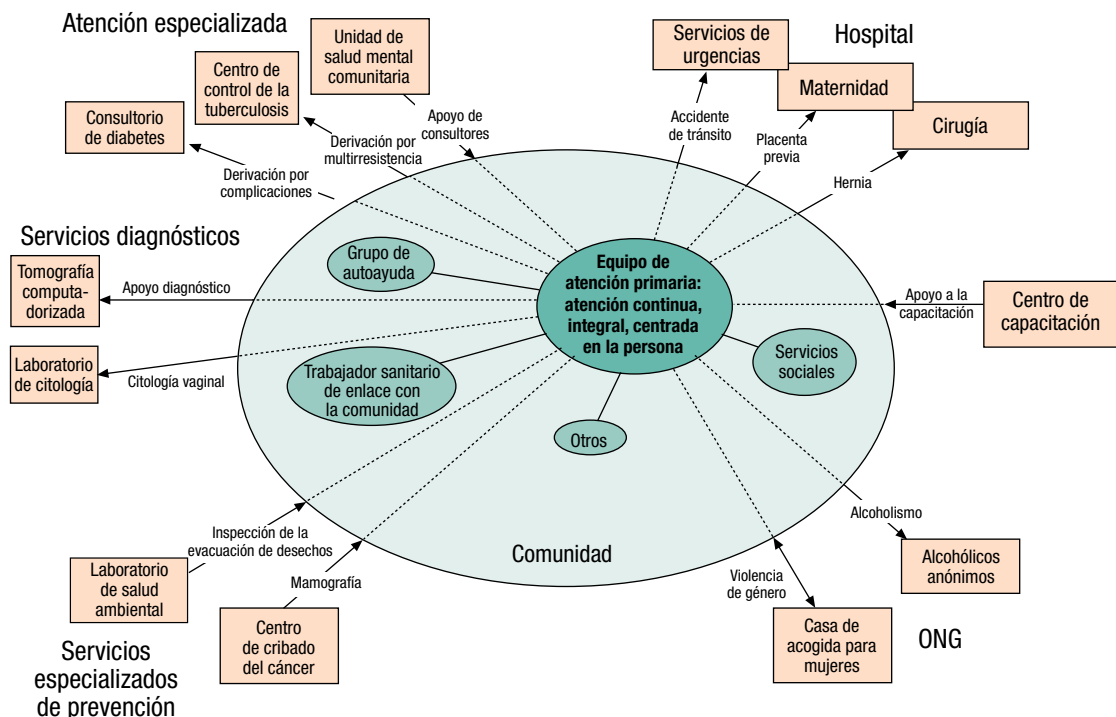 Atención especializada
Unidad de
salud mental
comunitaria
Centro de
control de la
tuberculosis
Consultorio
de diabetes
Apoyo de
consultores
Derivación por
multirresistencia
Derivación por
complicaciones
Servicios de
urgencias
Hospital
Maternidad
Cirugía
Accidente
de tránsito
Placenta
previa
Hernia
Servicios diagnósticos
Tomografía
computa-
dorizada
Apoyo diagnóstico
Laboratorio
de citología
Citología vaginal
Grupo de
autoayuda
Equipo de
atención primaria:
atención continua,
integral, centrada
en la persona
Trabajador sanitario
de enlace con
la comunidad
Servicios
sociales
Otros
Apoyo a la
capacitación
Centro de
capacitación
Comunidad
Inspección de la
evacuación de desechos
Laboratorio
de salud
ambiental
Mamografía
Centro
de cribado
del cáncer
Servicios
especializados
de prevención
Alcoholismo
Alcohólicos
anónimos
Violencia
de género
Casa de
acogida para
mujeres
ONG